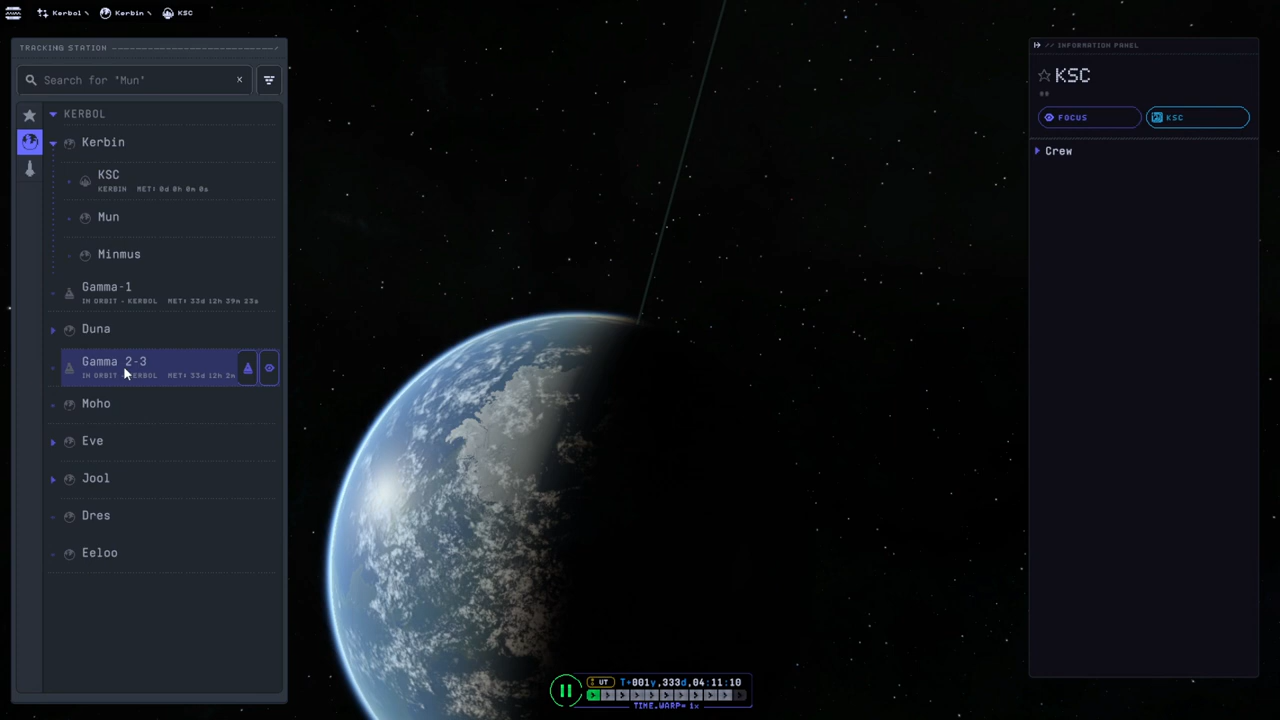 Kerbol \ Kerbin \ KSC
TRACKING STATION
Search for "Mun"
KERBOL
Kerbin
KSC
KERBIN MET: 0d 0h 0m 0s
Mun
Minmus
Gamma-1
IN ORBIT - KERBOL MET: 33d 12h 39m 23s
Duna
Gamma 2-3
IN ORBIT - KERBOL MET: 33d 12h 2m
Moho
Eve
Jool
Dres
Eeloo
// INFORMATION PANEL
KSC
FOCUS
KSC
Crew
UT T+001y,333d,04:11:10
TIME.WARP= 1x